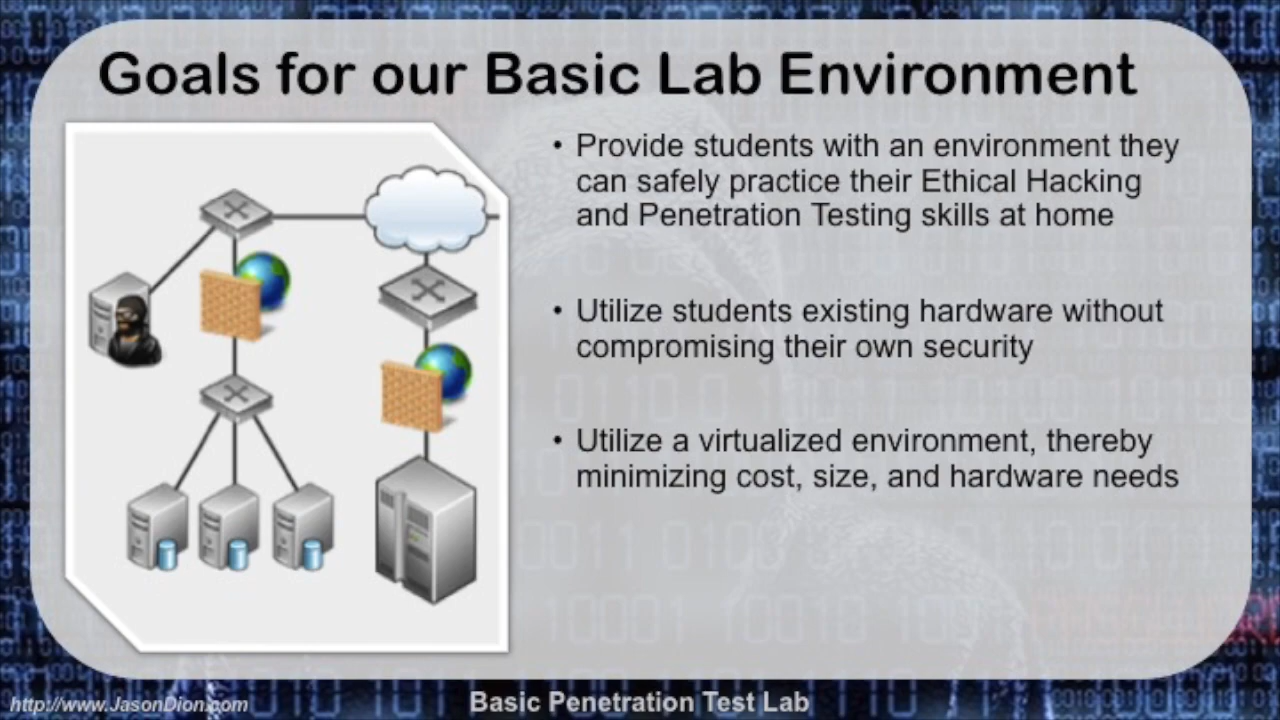 Goals for our Basic Lab Environment
• Provide students with an environment they
can safely practice their Ethical Hacking
and Penetration Testing skills at home
• Utilize students existing hardware without
compromising their own security
• Utilize a virtualized environment, thereby
minimizing cost, size, and hardware needs
http://www.JasonDion.com
Basic Penetration Test Lab